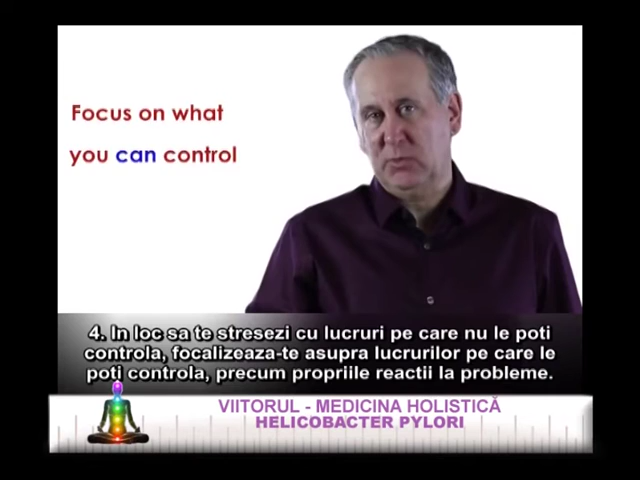 Focus on what
you can control
4. In loc sa te stresezi cu lucruri pe care nu le poti
controla, focalizeaza-te asupra lucrurilor pe care le
poti controla, precum propriile reactii la probleme.
VIITORUL - MEDICINA HOLISTICĂ
HELICOBACTER PYLORI